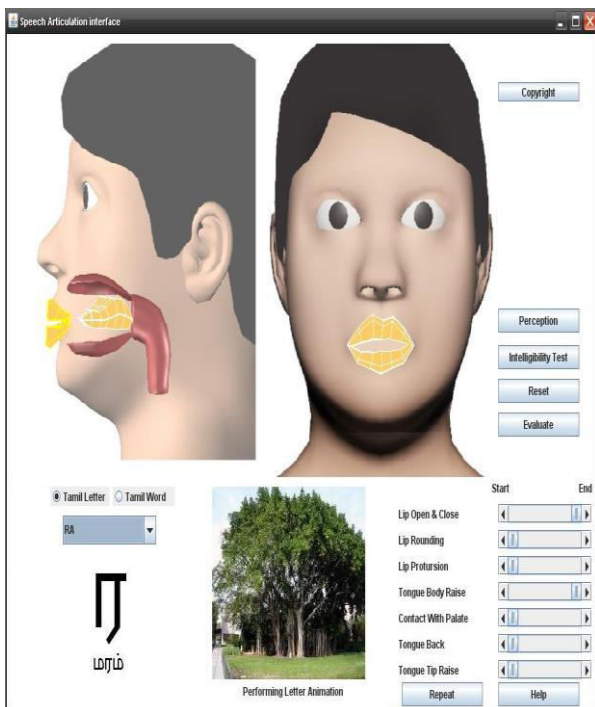 Speech Articulation interface
Copyright
Perception
Intelligibility Test
Reset
Evaluate
Tamil Letter Tamil Word
RA
ர
மரம்
Performing Letter Animation
Start End
Lip Open & Close
Lip Rounding
Lip Protursion
Tongue Body Raise
Contact With Palate
Tongue Back
Tongue Tip Raise
Repeat Help